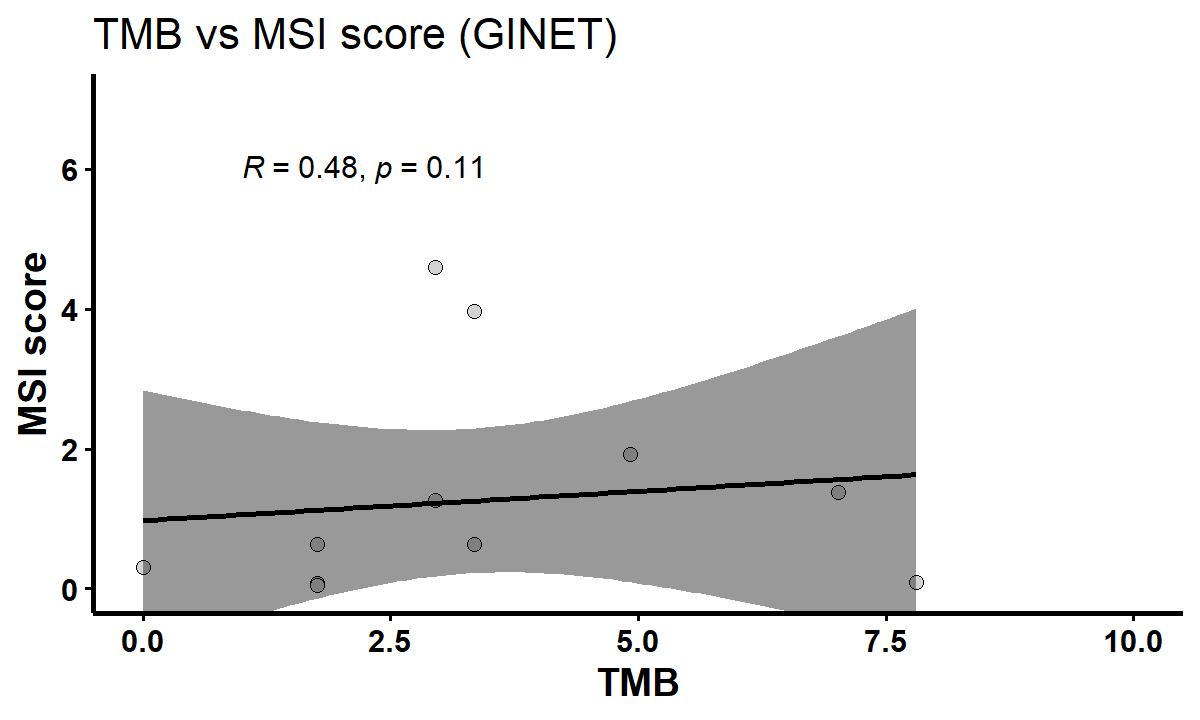 TMB vs MSI score (GINET)
R = 0.48, p = 0.11
MSI score
6
4
2
0
0.0 2.5 5.0 7.5 10.0
TMB